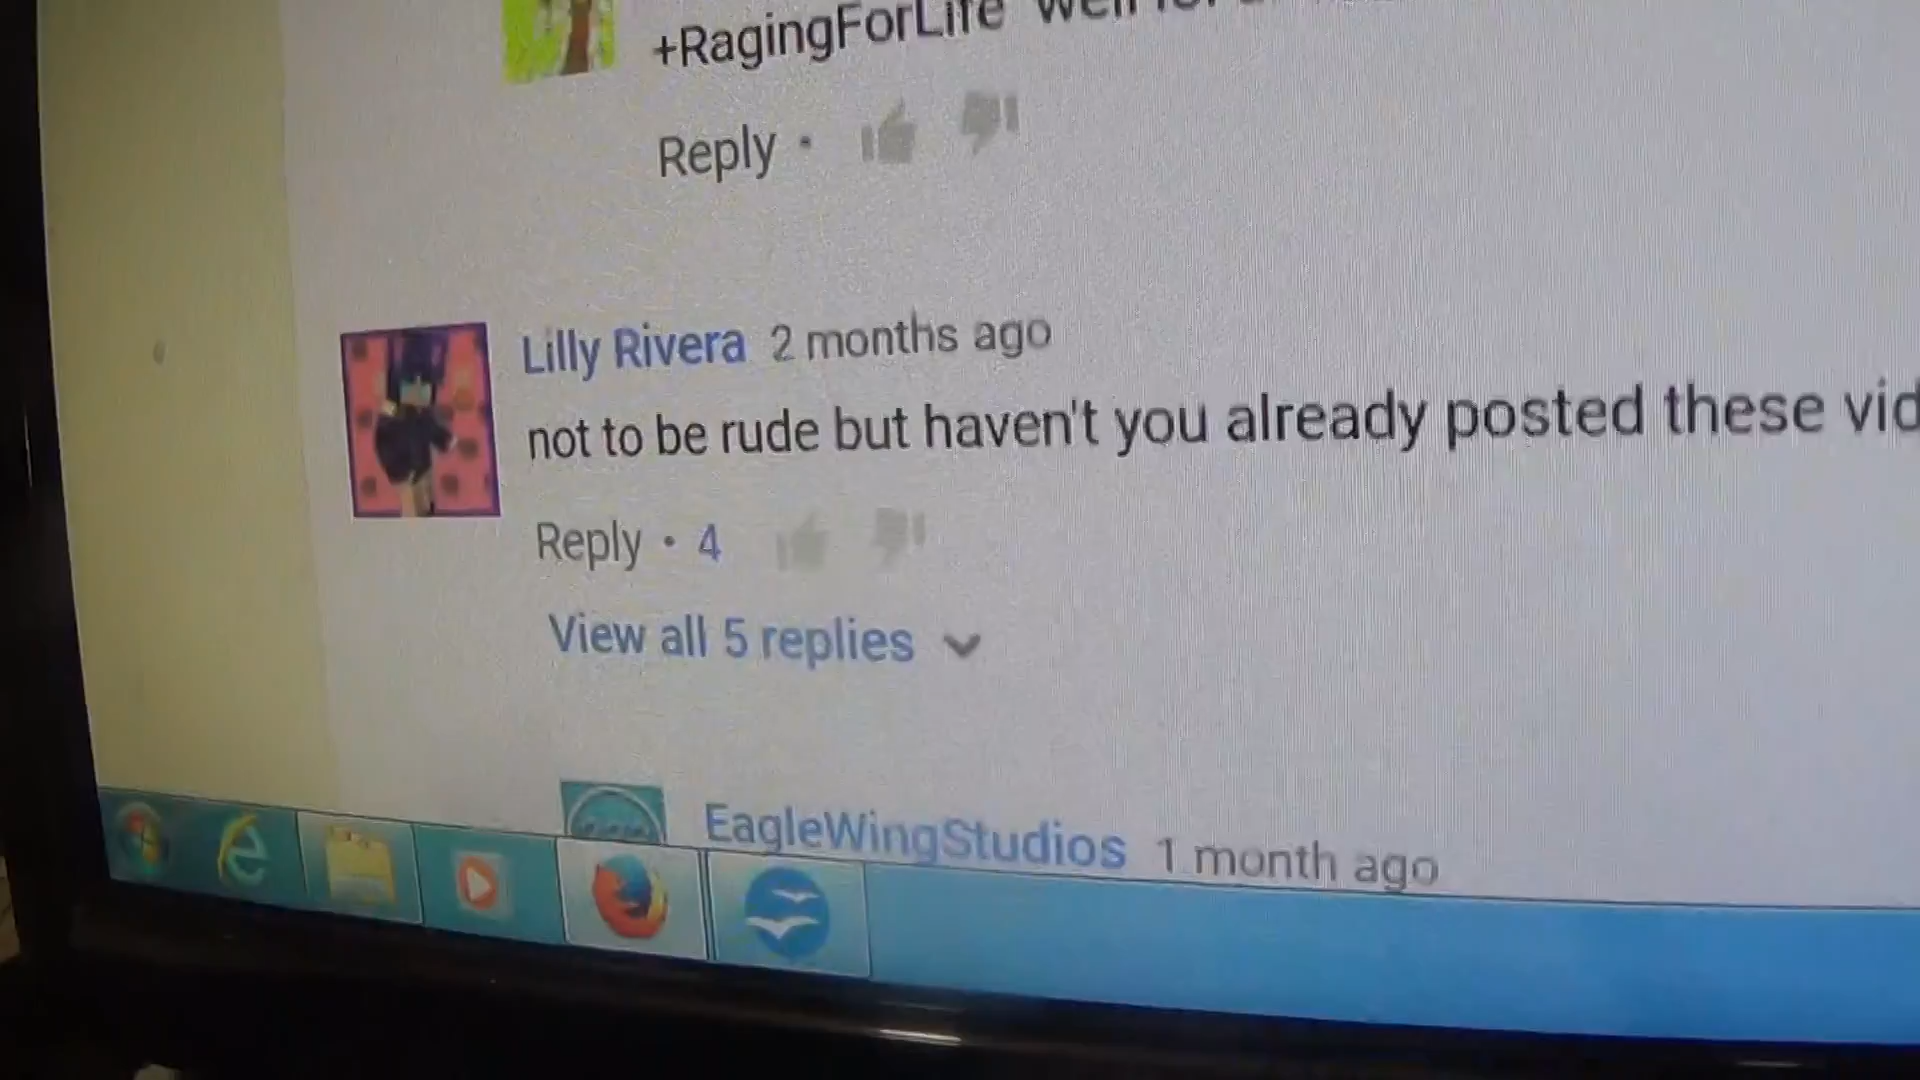 +RagingForLife well
Reply •
Lilly Rivera 2 months ago
not to be rude but haven't you already posted these vid
Reply • 4
View all 5 replies
EagleWingStudios 1 month ago